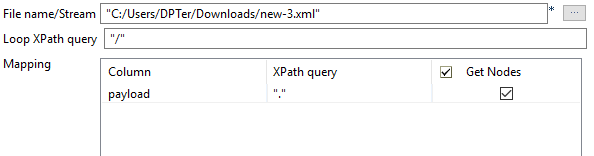 File name/Stream "C:/Users/DPTer/Downloads/new-3.xml" * ...
Loop XPath query "/"
Mapping
Column XPath query Get Nodes
payload "."